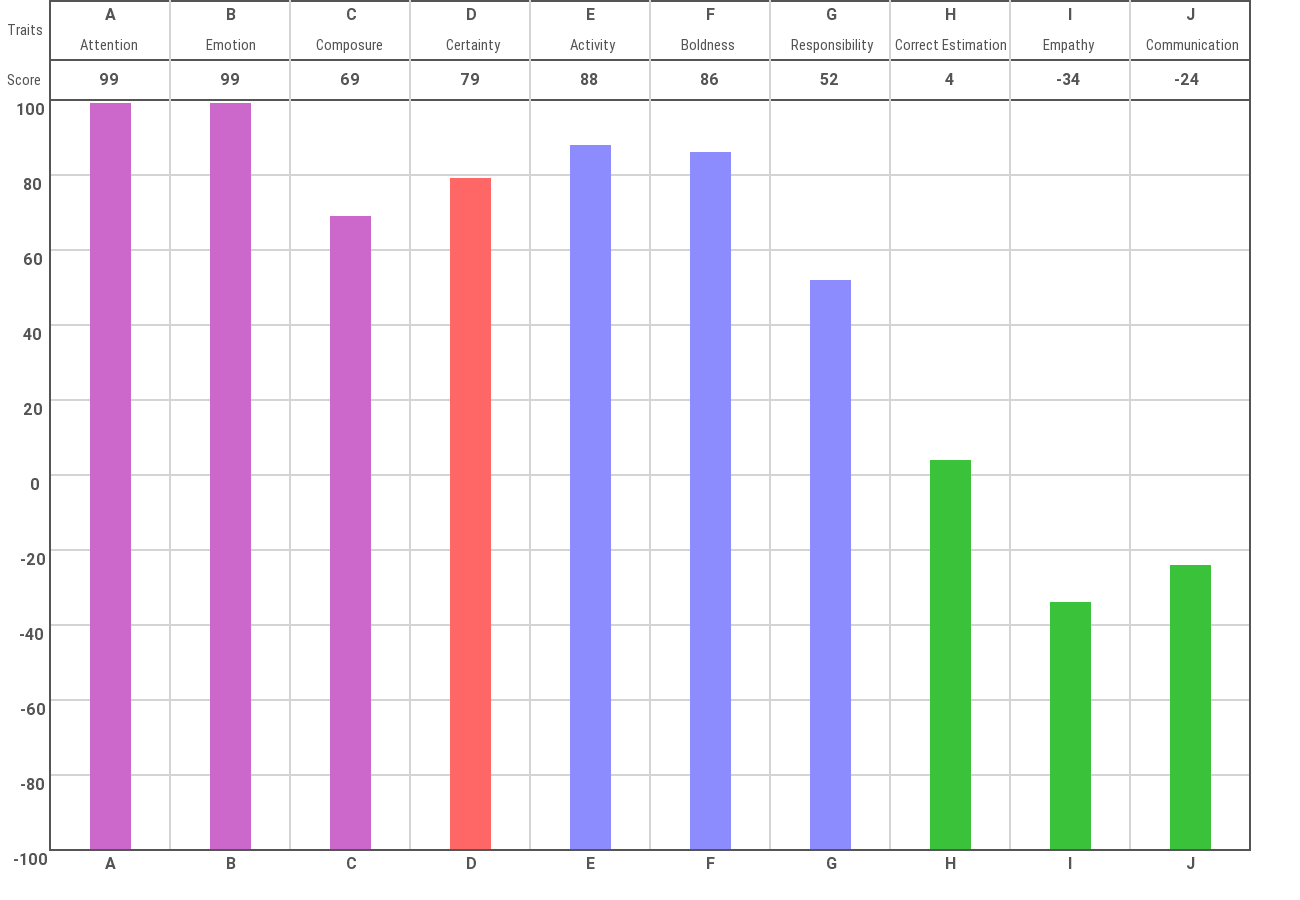 A B C D E F G H I J
Traits
Attention Emotion Composure Certainty Activity Boldness Responsibility Correct Estimation Empathy Communication
Score 99 99 69 79 88 86 52 4 -34 -24
100
80
60
40
20
0
-20
-40
-60
-80
-100
A B C D E F G H I J